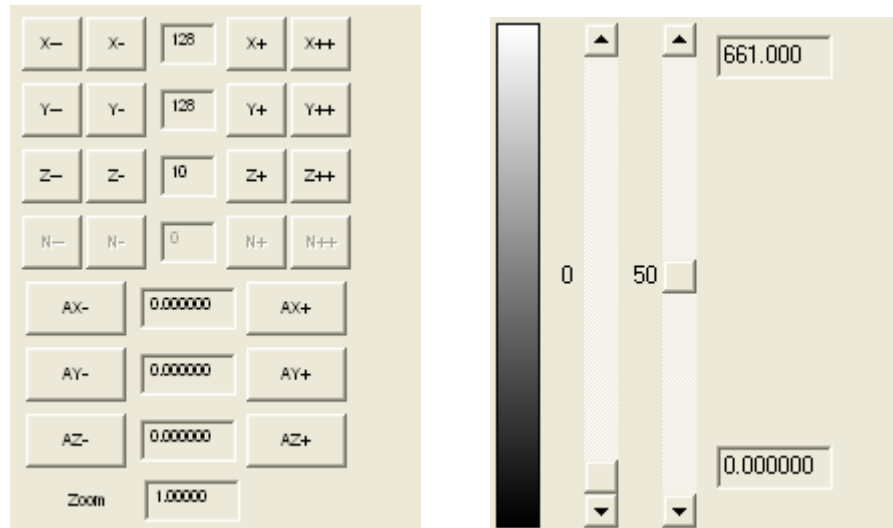 X-- X- 128 X+ X++
Y-- Y- 128 Y+ Y++
Z-- Z- 10 Z+ Z++
N-- N- 0 N+ N++
AX- 0.000000 AX+
AY- 0.000000 AY+
AZ- 0.000000 AZ+
Zoom 1.00000
661.000
0 50
0.000000